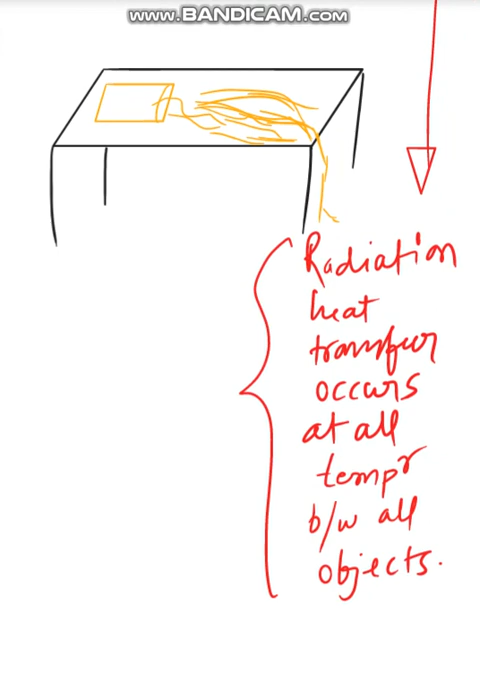 www.BANDICAM.com
Radiation
heat
transfer
occurs
at all
tempr
b/w all
objects.